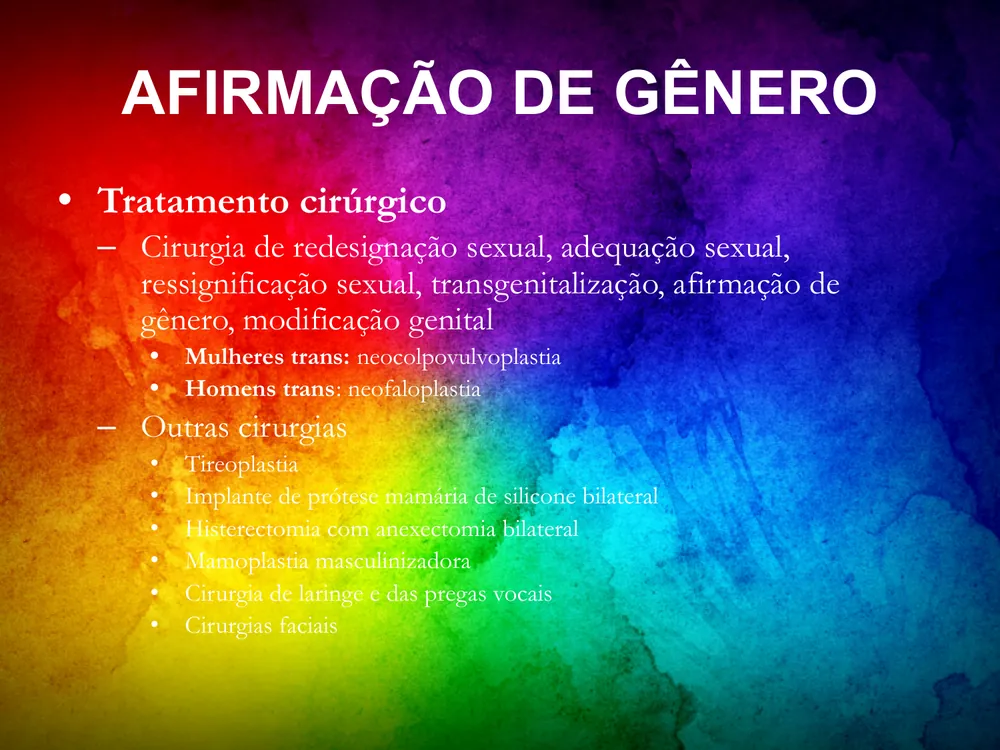 AFIRMAÇÃO DE GÊNERO
• Tratamento cirúrgico
– Cirurgia de redesignação sexual, adequação sexual,
ressignificação sexual, transgenitalização, afirmação de
gênero, modificação genital
• Mulheres trans: neocolpovulvoplastia
• Homens trans: neofaloplastia
– Outras cirurgias
• Tireoplastia
• Implante de prótese mamária de silicone bilateral
• Histerectomia com anexectomia bilateral
• Mamoplastia masculinizadora
• Cirurgia de laringe e das pregas vocais
• Cirurgias faciais